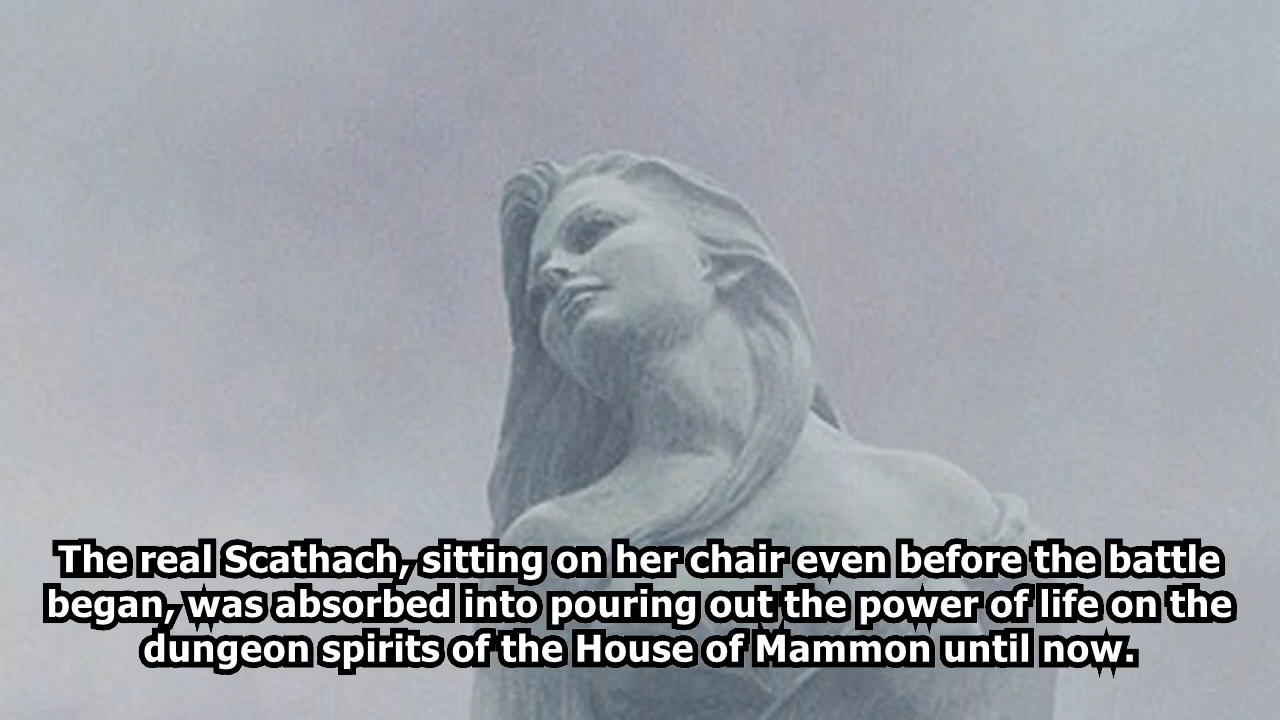 The real Scathach, sitting on her chair even before the battle
began, was absorbed into pouring out the power of life on the
dungeon spirits of the House of Mammon until now.